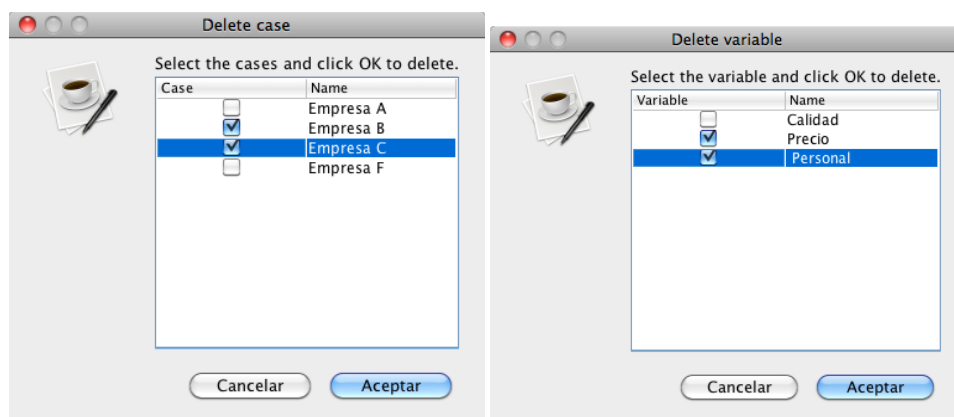 Delete case
Select the cases and click OK to delete.
Case Name
Empresa A
Empresa B
Empresa C
Empresa F
Cancelar Aceptar
Delete variable
Select the variable and click OK to delete.
Variable Name
Calidad
Precio
Personal
Cancelar Aceptar